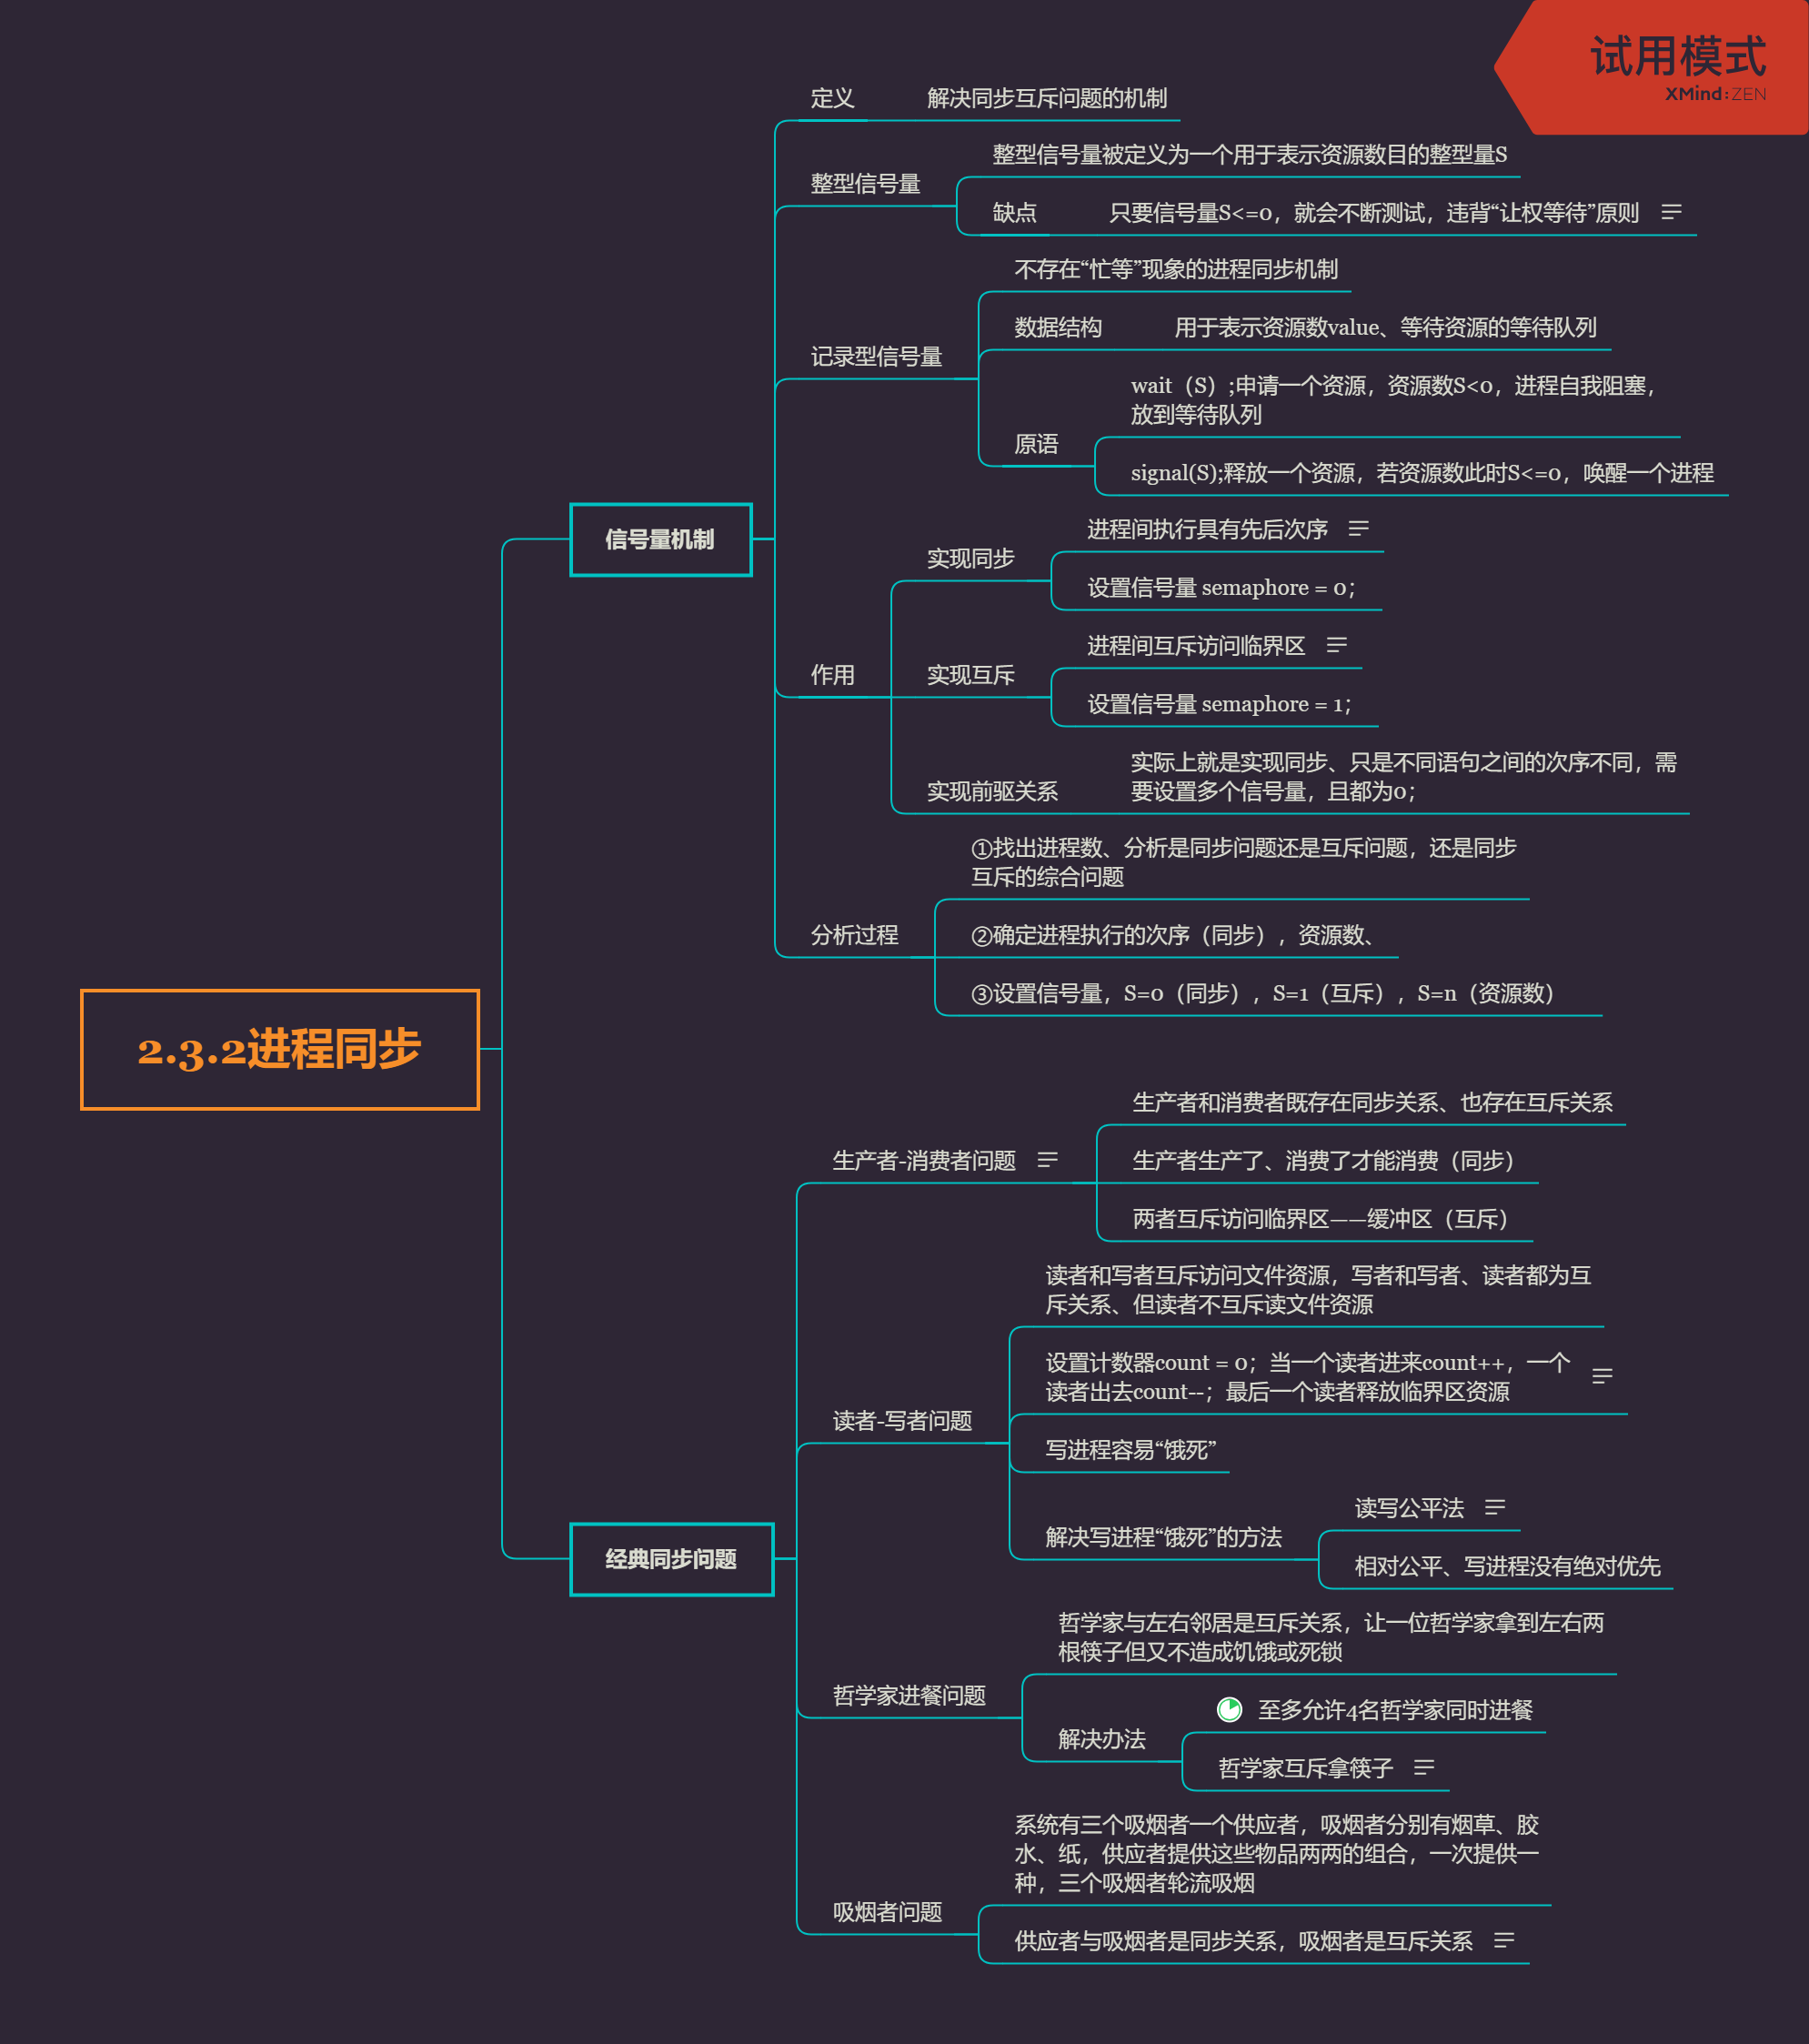 试用模式
XMind:ZEN
2.3.2进程同步
信号量机制
定义
解决同步互斥问题的机制
整型信号量
整型信号量被定义为一个用于表示资源数目的整型量S
缺点
只要信号量S<=0，就会不断测试，违背“让权等待”原则
记录型信号量
不存在“忙等”现象的进程同步机制
数据结构
用于表示资源数value、等待资源的等待队列
原语
wait（S）;申请一个资源，资源数S<0，进程自我阻塞，
放到等待队列
signal(S);释放一个资源，若资源数此时S<=0，唤醒一个进程
作用
实现同步
进程间执行具有先后次序
设置信号量 semaphore = 0；
实现互斥
进程间互斥访问临界区
设置信号量 semaphore = 1；
实现前驱关系
实际上就是实现同步、只是不同语句之间的次序不同，需
要设置多个信号量，且都为0；
分析过程
①找出进程数、分析是同步问题还是互斥问题，还是同步
互斥的综合问题
②确定进程执行的次序（同步），资源数、
③设置信号量，S=0（同步），S=1（互斥），S=n（资源数）
经典同步问题
生产者-消费者问题
生产者和消费者既存在同步关系、也存在互斥关系
生产者生产了、消费了才能消费（同步）
两者互斥访问临界区——缓冲区（互斥）
读者-写者问题
读者和写者互斥访问文件资源，写者和写者、读者都为互
斥关系、但读者不互斥读文件资源
设置计数器count = 0；当一个读者进来count++，一个
读者出去count--；最后一个读者释放临界区资源
写进程容易“饿死”
解决写进程“饿死”的方法
读写公平法
相对公平、写进程没有绝对优先
哲学家进餐问题
哲学家与左右邻居是互斥关系，让一位哲学家拿到左右两
根筷子但又不造成饥饿或死锁
解决办法
至多允许4名哲学家同时进餐
哲学家互斥拿筷子
吸烟者问题
系统有三个吸烟者一个供应者，吸烟者分别有烟草、胶
水、纸，供应者提供这些物品两两的组合，一次提供一
种，三个吸烟者轮流吸烟
供应者与吸烟者是同步关系，吸烟者是互斥关系